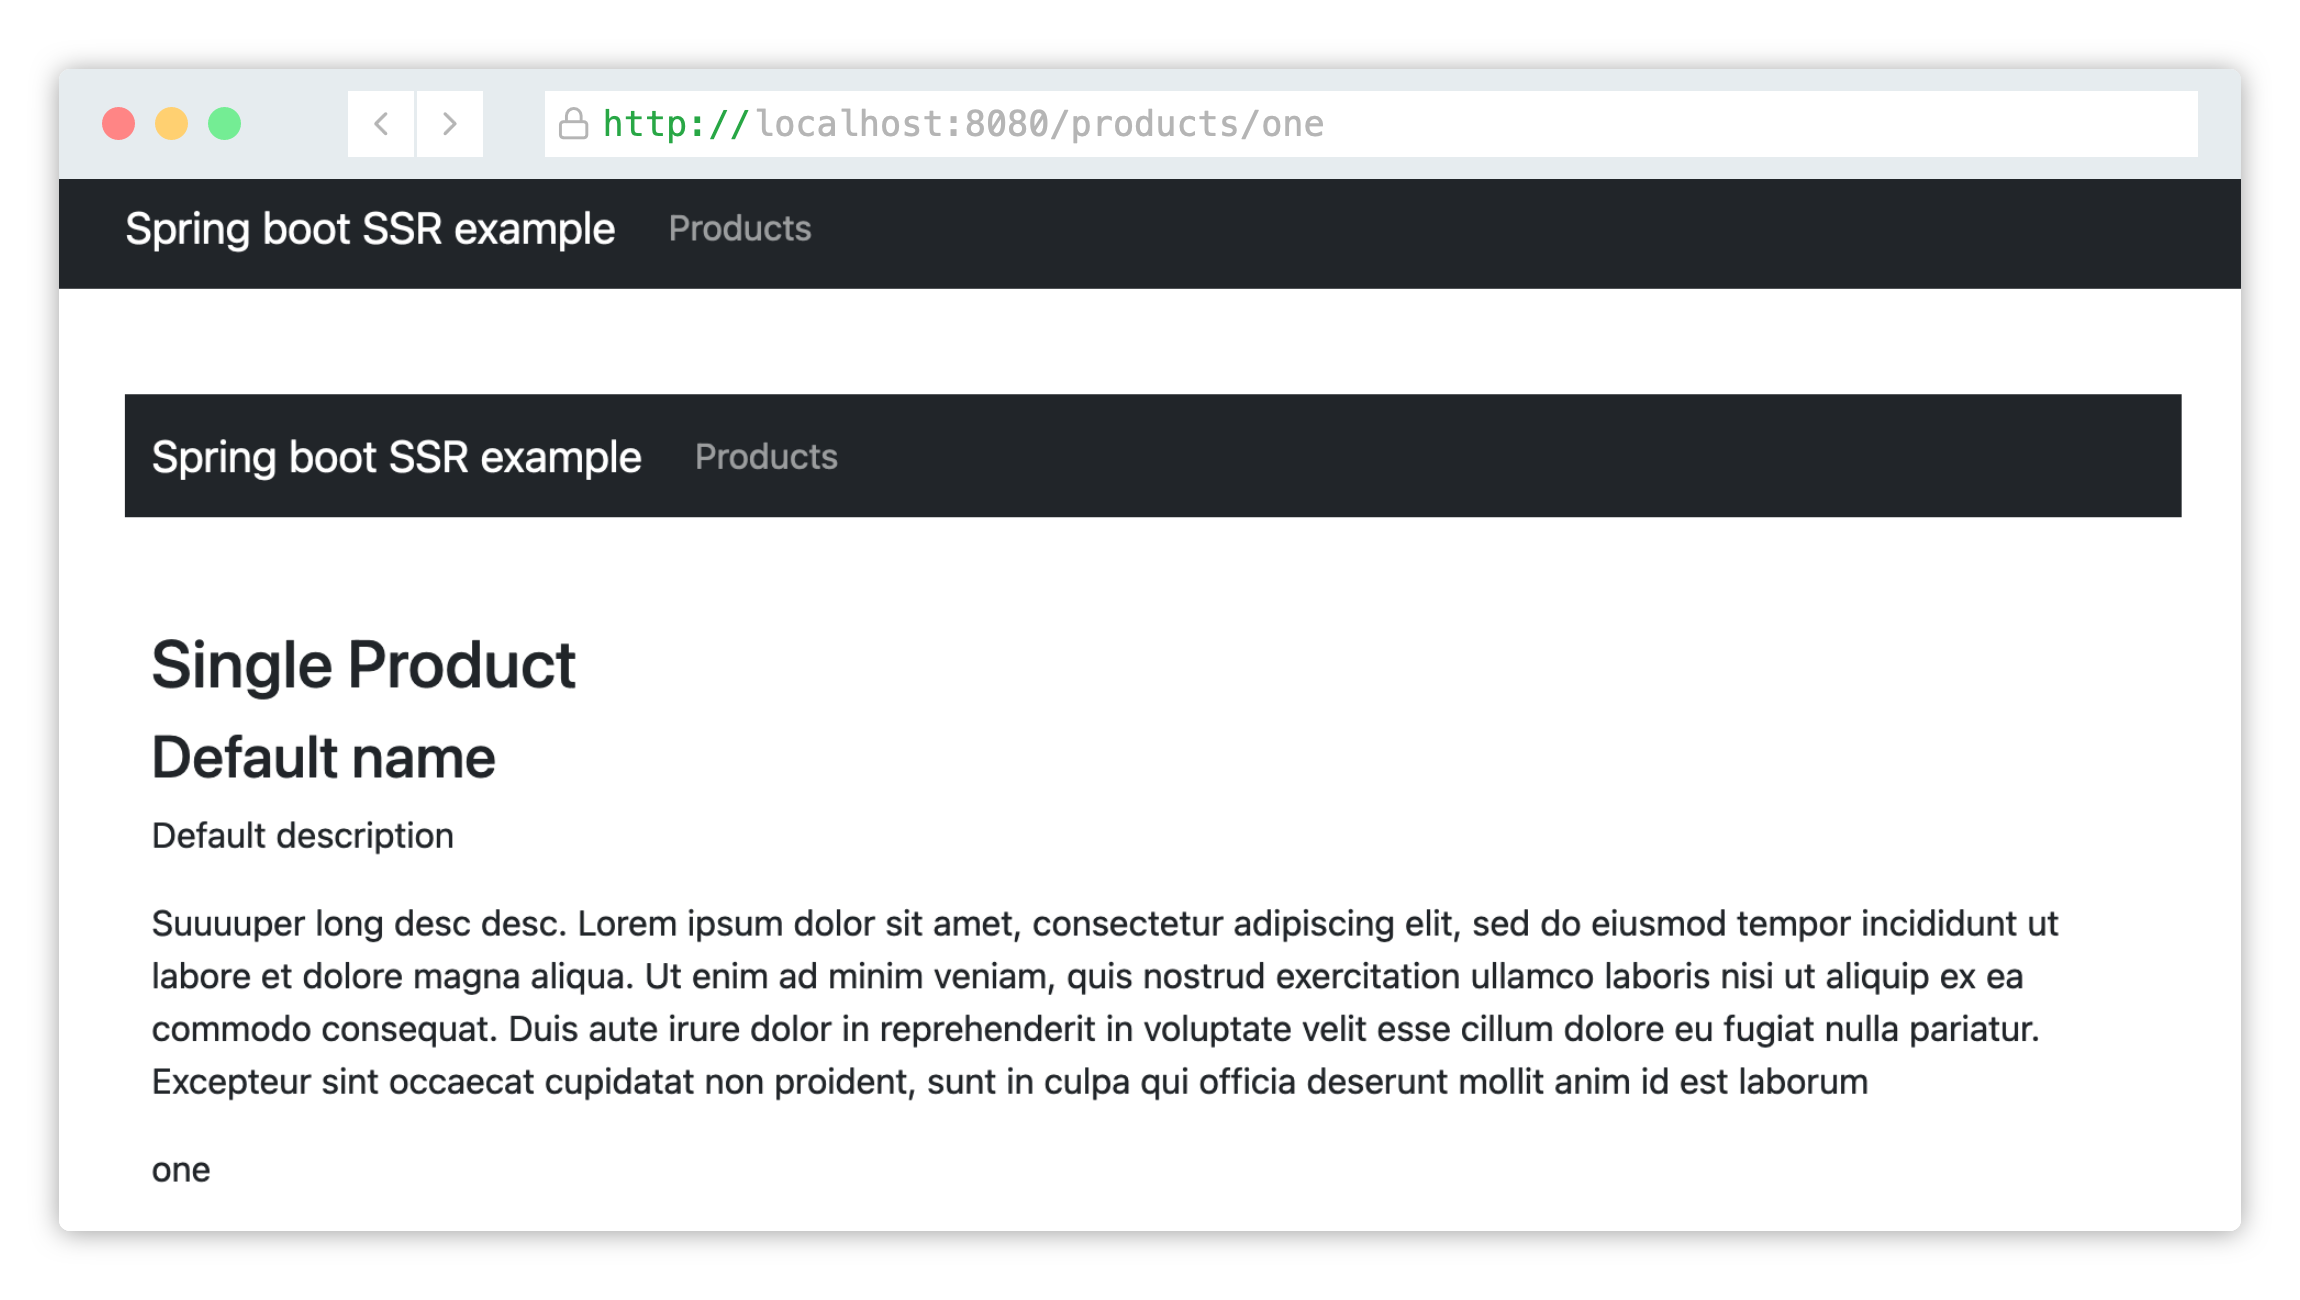 http://localhost:8080/products/one
Spring boot SSR example Products
Spring boot SSR example Products
Single Product
Default name
Default description
Suuuuper long desc desc. Lorem ipsum dolor sit amet, consectetur adipiscing elit, sed do eiusmod tempor incididunt ut
labore et dolore magna aliqua. Ut enim ad minim veniam, quis nostrud exercitation ullamco laboris nisi ut aliquip ex ea
commodo consequat. Duis aute irure dolor in reprehenderit in voluptate velit esse cillum dolore eu fugiat nulla pariatur.
Excepteur sint occaecat cupidatat non proident, sunt in culpa qui officia deserunt mollit anim id est laborum
one